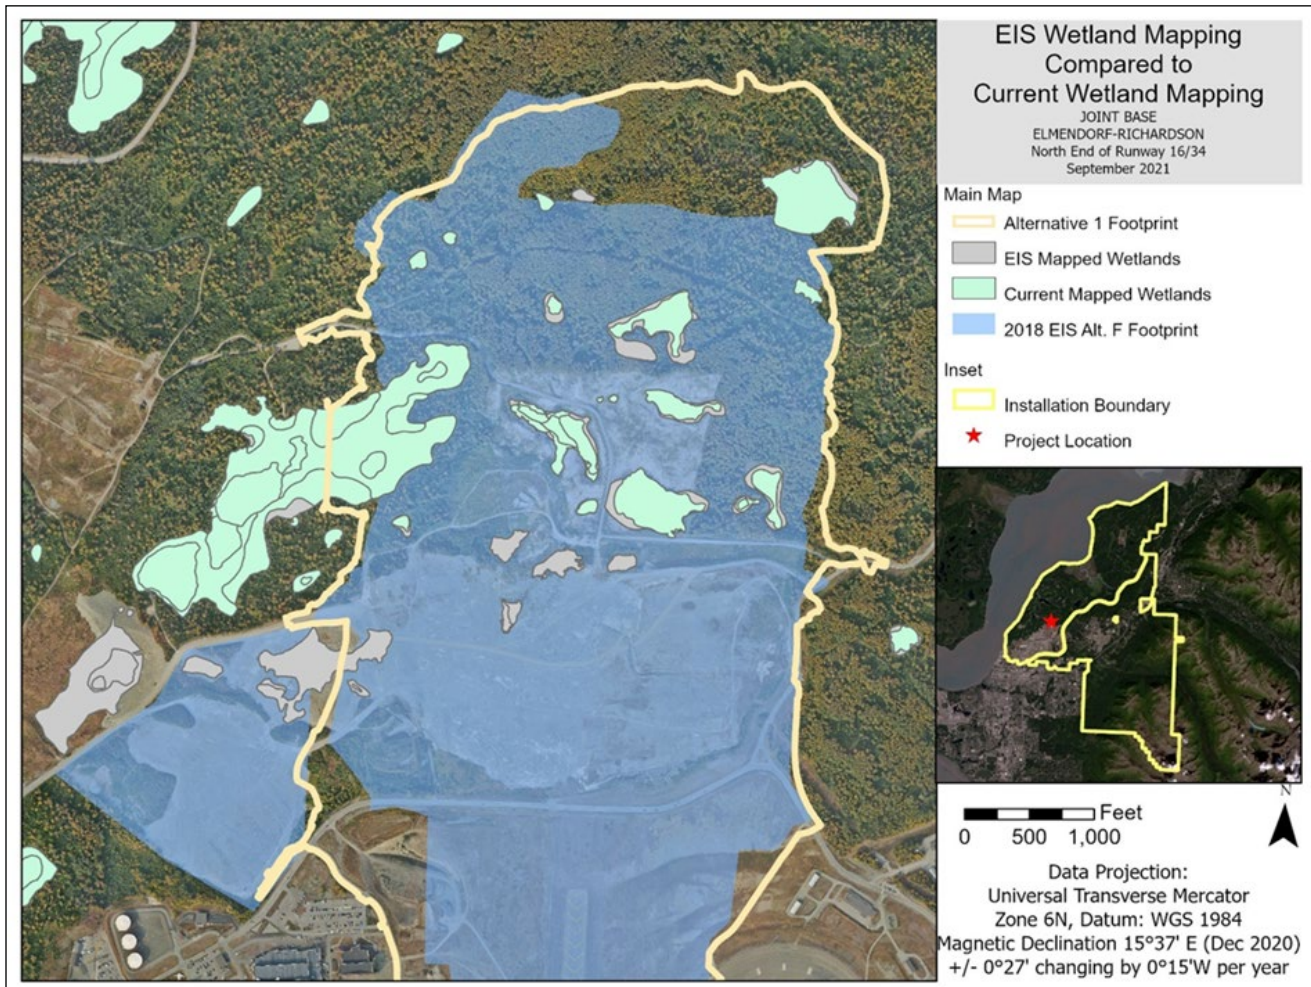 EIS Wetland Mapping
Compared to
Current Wetland Mapping
JOINT BASE
ELMENDORF-RICHARDSON
North End of Runway 16/34
September 2021
Main Map
Alternative 1 Footprint
EIS Mapped Wetlands
Current Mapped Wetlands
2018 EIS Alt. F Footprint
Inset
Installation Boundary
Project Location
N
Feet
0 500 1,000
Data Projection:
Universal Transverse Mercator
Zone 6N, Datum: WGS 1984
Magnetic Declination 15°37' E (Dec 2020)
+/- 0°27' changing by 0°15'W per year